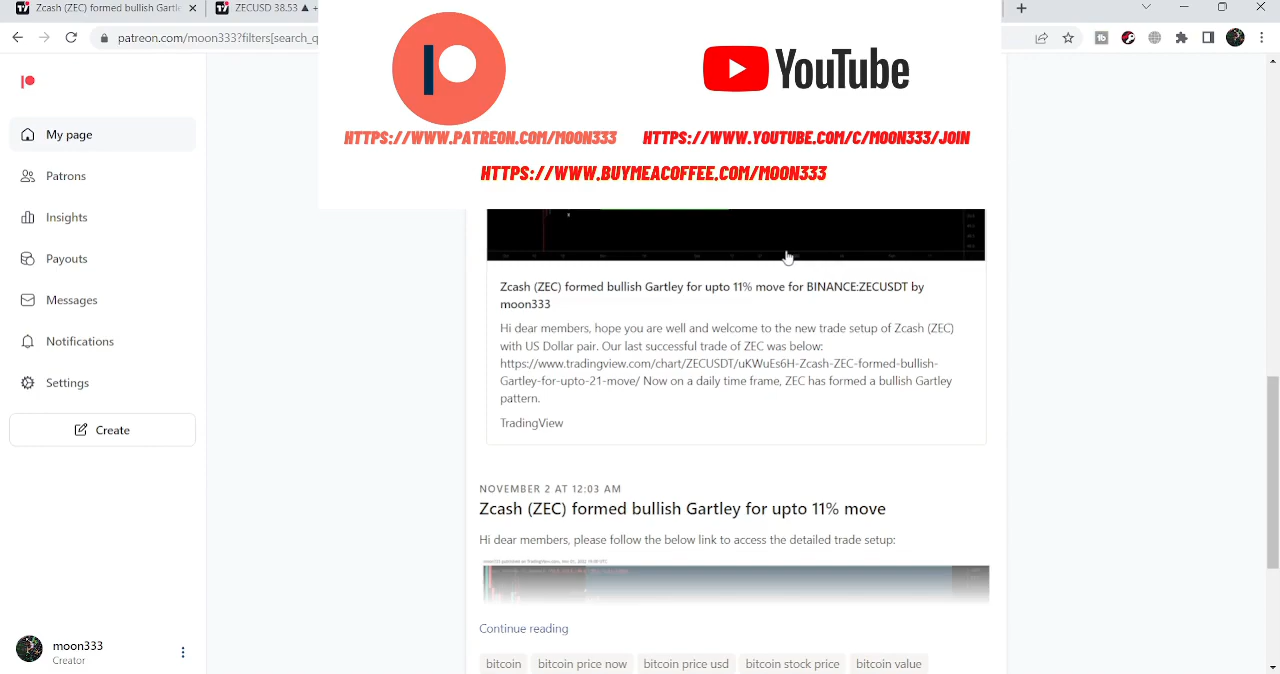 Zcash (ZEC) formed bullish Gartley
ZECUSD 38.53 ▲ +
patreon.com/moon333?filters[search_q
YouTube
HTTPS://WWW.PATREON.COM/MOON333
HTTPS://WWW.YOUTUBE.COM/C/MOON333/JOIN
HTTPS://WWW.BUYMEACOFFEE.COM/MOON333
My page
Patrons
Insights
Payouts
Messages
Notifications
Settings
Create
moon333
Creator
Zcash (ZEC) formed bullish Gartley for upto 11% move for BINANCE:ZECUSDT by
moon333
Hi dear members, hope you are well and welcome to the new trade setup of Zcash (ZEC)
with US Dollar pair. Our last successful trade of ZEC was below:
https://www.tradingview.com/chart/ZECUSDT/uKWuEs6H-Zcash-ZEC-formed-bullish-
Gartley-for-upto-21-move/ Now on a daily time frame, ZEC has formed a bullish Gartley
pattern.
TradingView
NOVEMBER 2 AT 12:03 AM
Zcash (ZEC) formed bullish Gartley for upto 11% move
Hi dear members, please follow the below link to access the detailed trade setup:
Continue reading
bitcoin
bitcoin price now
bitcoin price usd
bitcoin stock price
bitcoin value